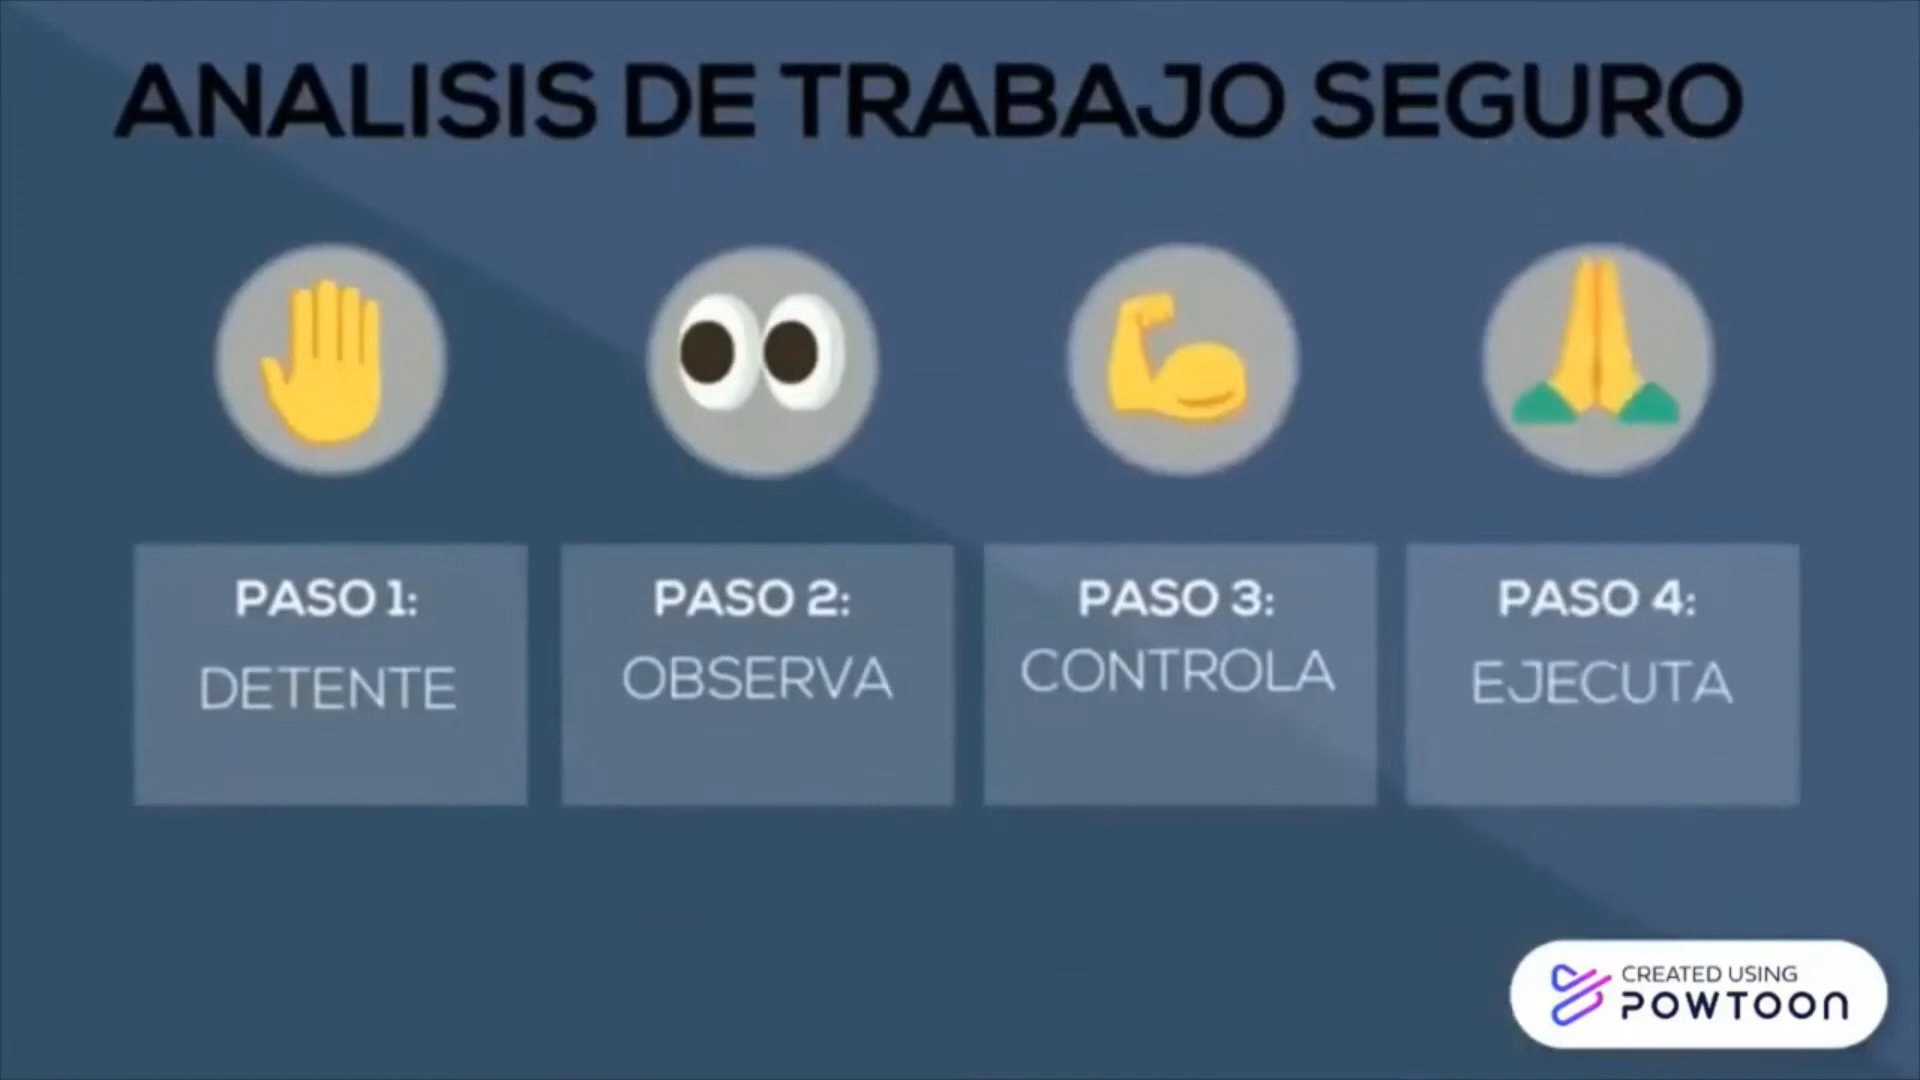 ANALISIS DE TRABAJO SEGURO
PASO 1:
DETENTE
PASO 2:
OBSERVA
PASO 3:
CONTROLA
PASO 4:
EJECUTA
CREATED USING
POWTOON